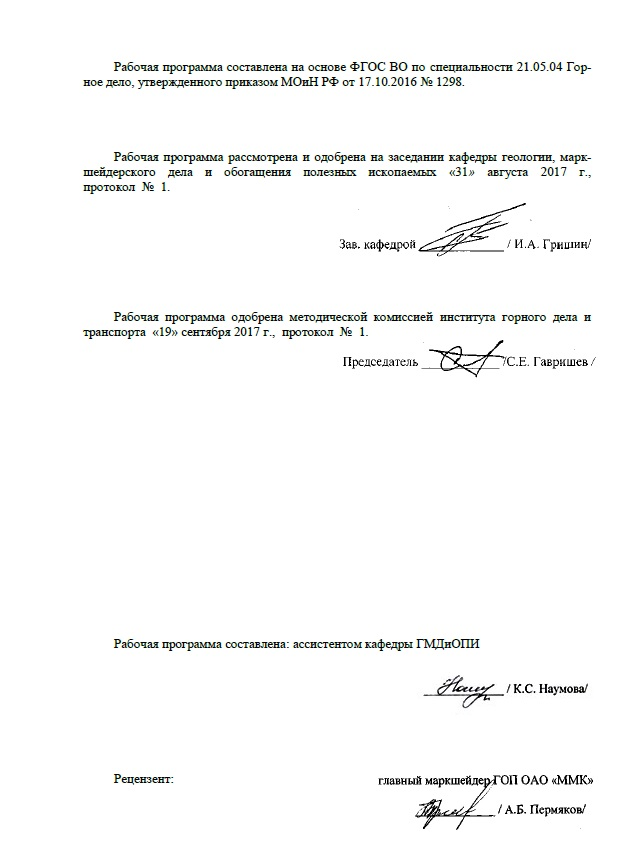 Рабочая программа составлена на основе ФГОС ВО по специальности 21.05.04 Гор-
ное дело, утвержденного приказом МОиН РФ от 17.10.2016 № 1298.
Рабочая программа рассмотрена и одобрена на заседании кафедры геологии, марк-
шейдерского дела и обогащения полезных ископаемых «31» августа 2017 г.,
протокол № 1.
Зав. кафедрой ____________ / И.А. Гришин/
Рабочая программа одобрена методической комиссией института горного дела и
транспорта «19» сентября 2017 г., протокол № 1.
Председатель ____________ /С.Е. Гавришев /
Рабочая программа составлена: ассистентом кафедры ГМДиОПИ
____________ / К.С. Наумова/
Рецензент: главный маркшейдер ГОП ОАО «ММК»
____________ / А.Б. Пермяков/